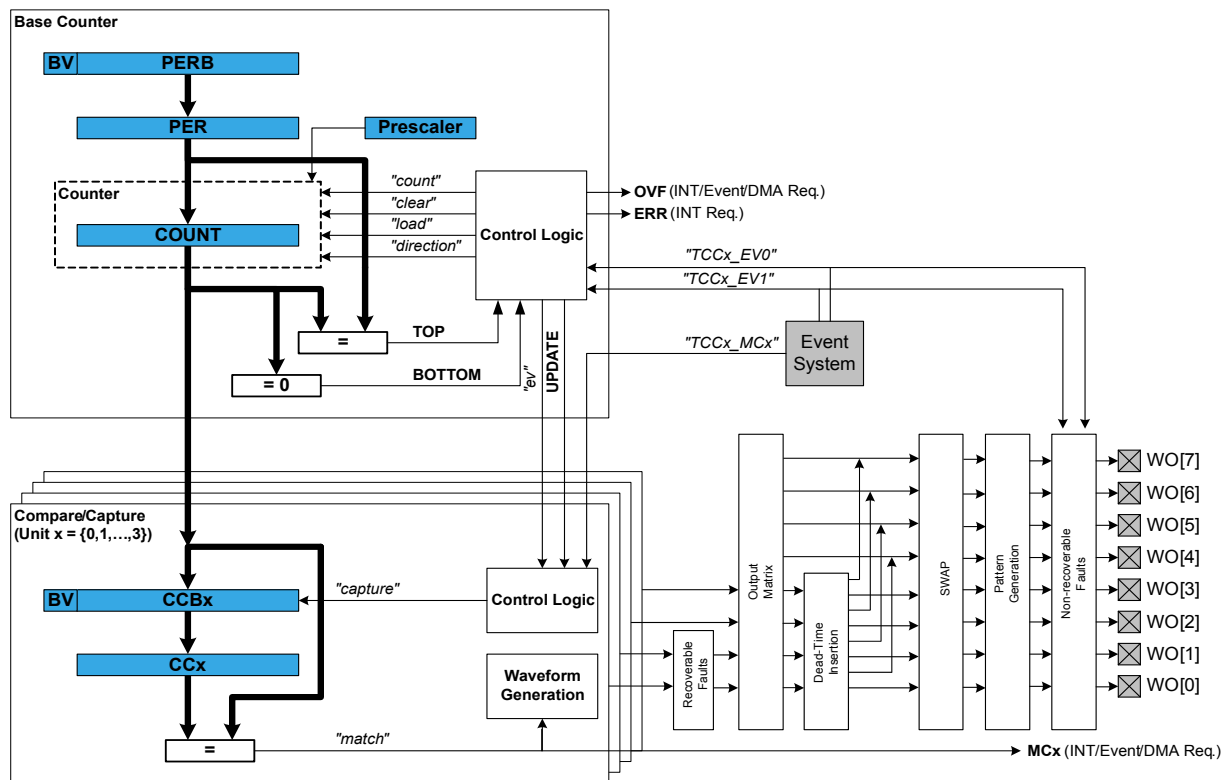 Base Counter
BV
PERB
PER
Prescaler
Counter
COUNT
"count"
"clear"
"load"
"direction"
Control Logic
OVF (INT/Event/DMA Req.)
ERR (INT Req.)
"TCCx_EV0"
"TCCx_EV1"
"TCCx_MCx"
Event
System
=
TOP
= 0
BOTTOM
"ev"
UPDATE
Compare/Capture
(Unit x = {0,1,…,3})
BV
CCBx
"capture"
Control Logic
CCx
Waveform
Generation
=
"match"
Recoverable
Faults
Output
Matrix
Dead-Time
Insertion
SWAP
Pattern
Generation
Non-recoverable
Faults
WO[7]
WO[6]
WO[5]
WO[4]
WO[3]
WO[2]
WO[1]
WO[0]
MCx (INT/Event/DMA Req.)